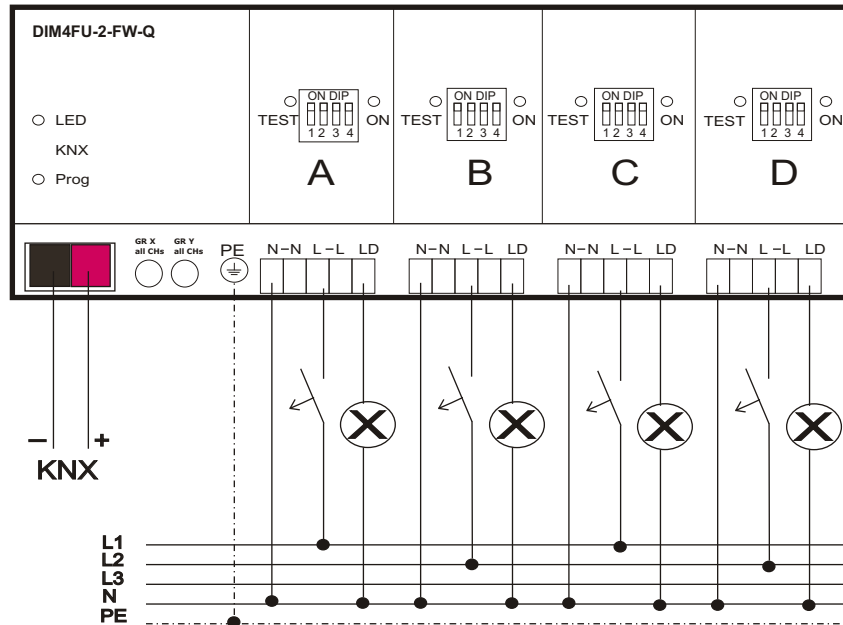 DIM4FU-2-FW-Q
LED
KNX
Prog
TEST ON DIP ON
1 2 3 4
A
TEST ON DIP ON
1 2 3 4
B
TEST ON DIP ON
1 2 3 4
C
TEST ON DIP ON
1 2 3 4
D
GR X all CHs
GR Y all CHs
PE
N-N L-L LD
N-N L-L LD
N-N L-L LD
N-N L-L LD
– +
KNX
L1
L2
L3
N
PE